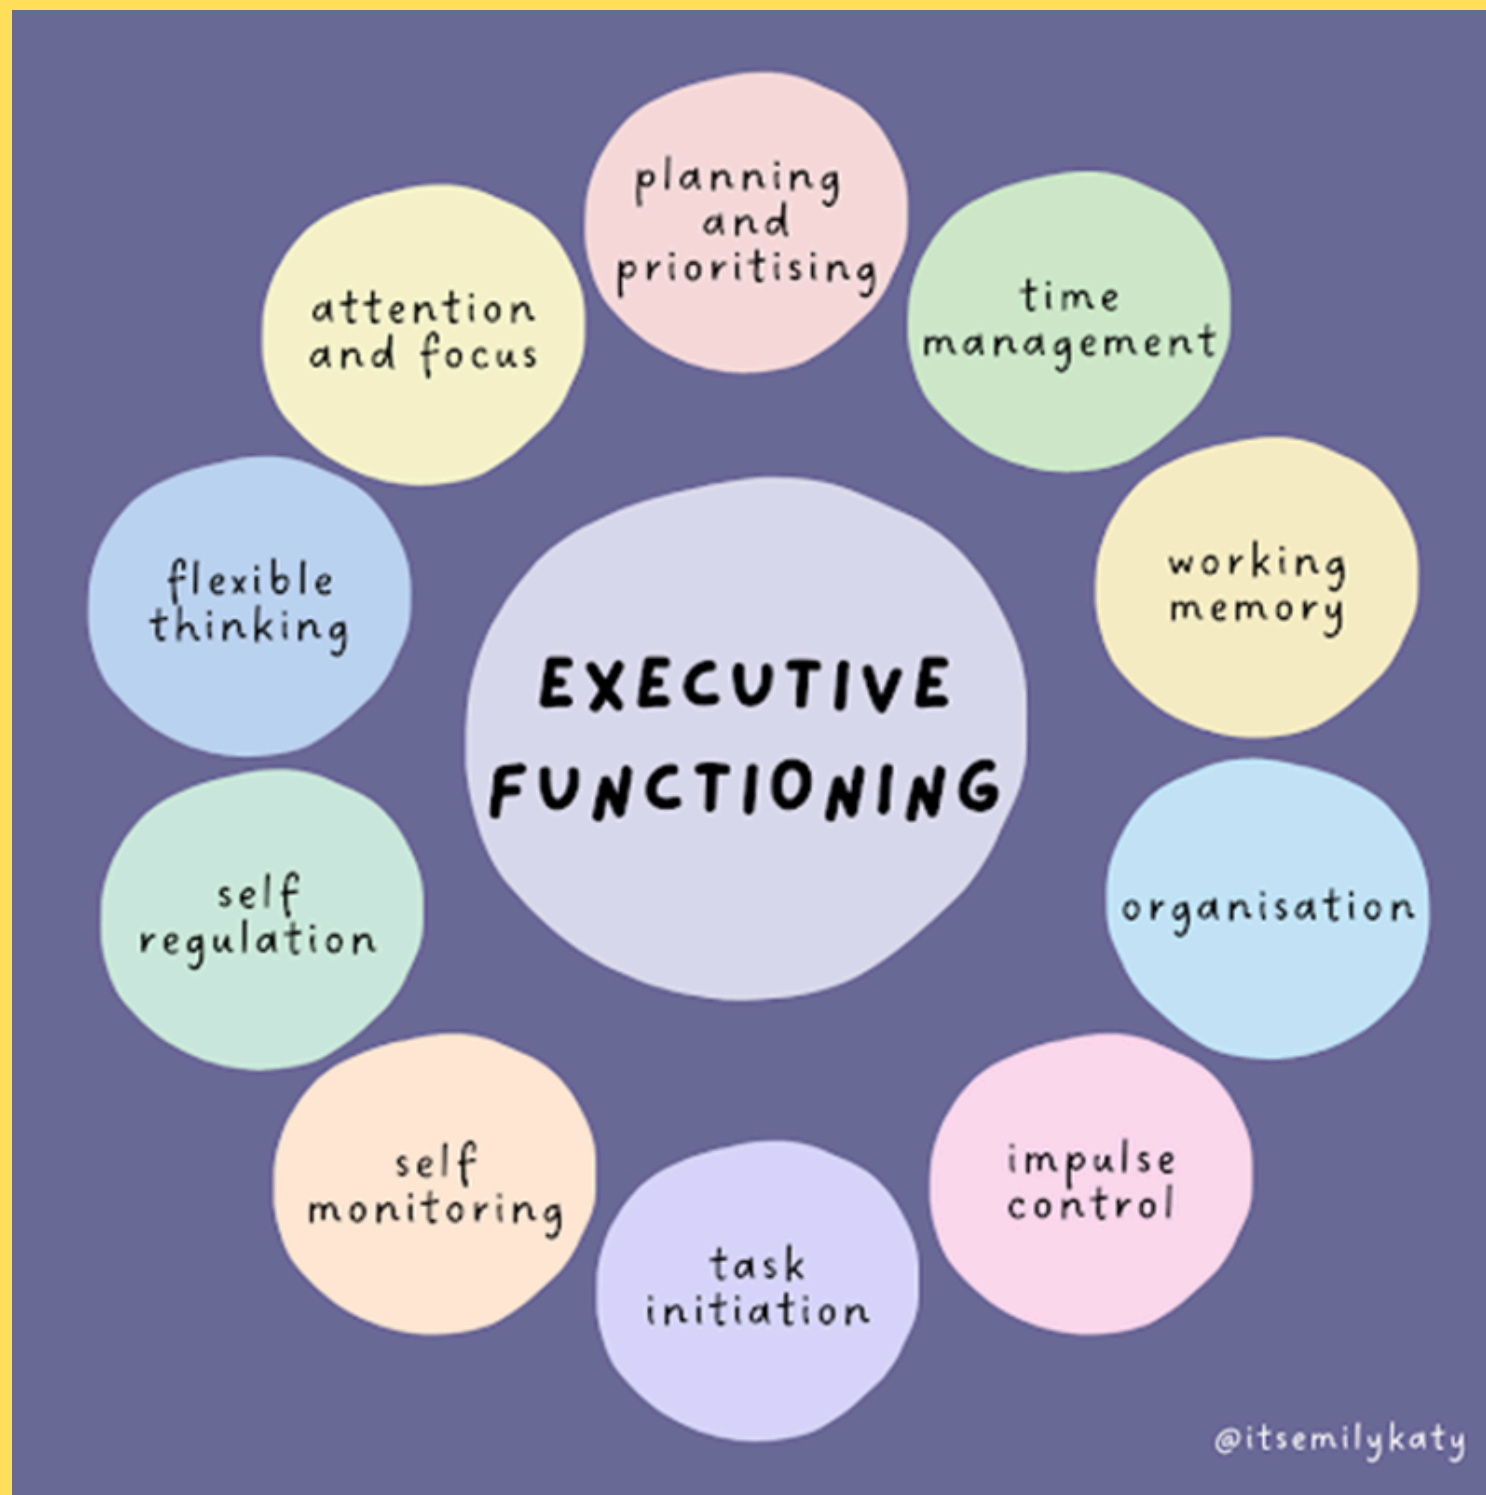 planning
and
prioritising
time
management
working
memory
organisation
impulse
control
task
initiation
self
monitoring
self
regulation
flexible
thinking
attention
and focus
EXECUTIVE
FUNCTIONING
@itsemilykaty